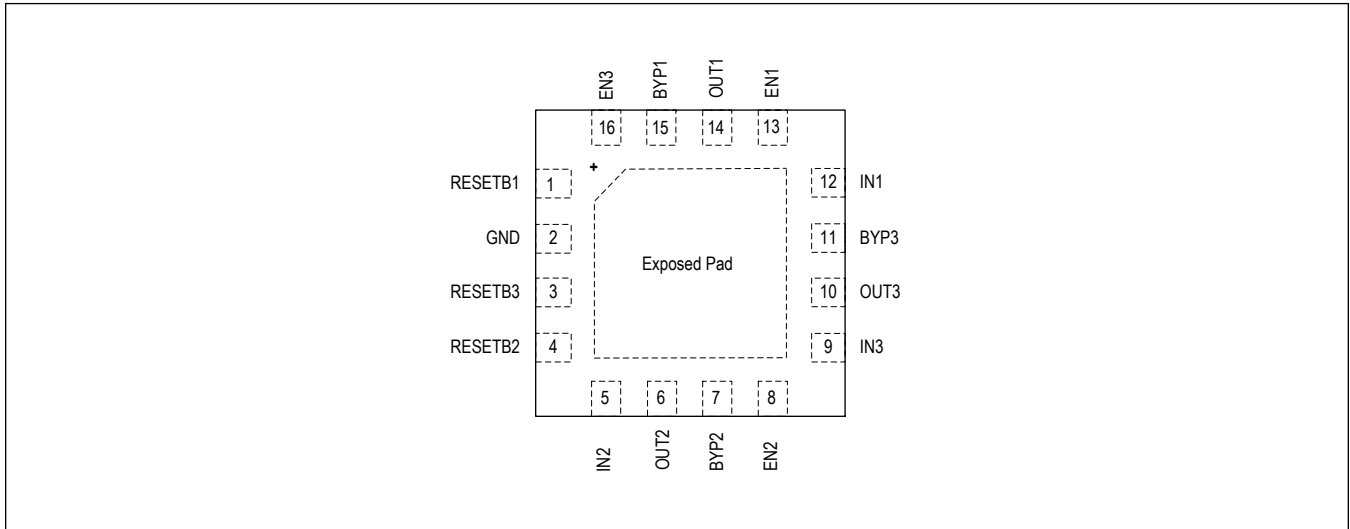 EN3
BYP1
OUT1
EN1
16
15
14
13
+
RESETB1 1
12 IN1
GND 2
11 BYP3
Exposed Pad
RESETB3 3
10 OUT3
RESETB2 4
9 IN3
5
6
7
8
IN2
OUT2
BYP2
EN2